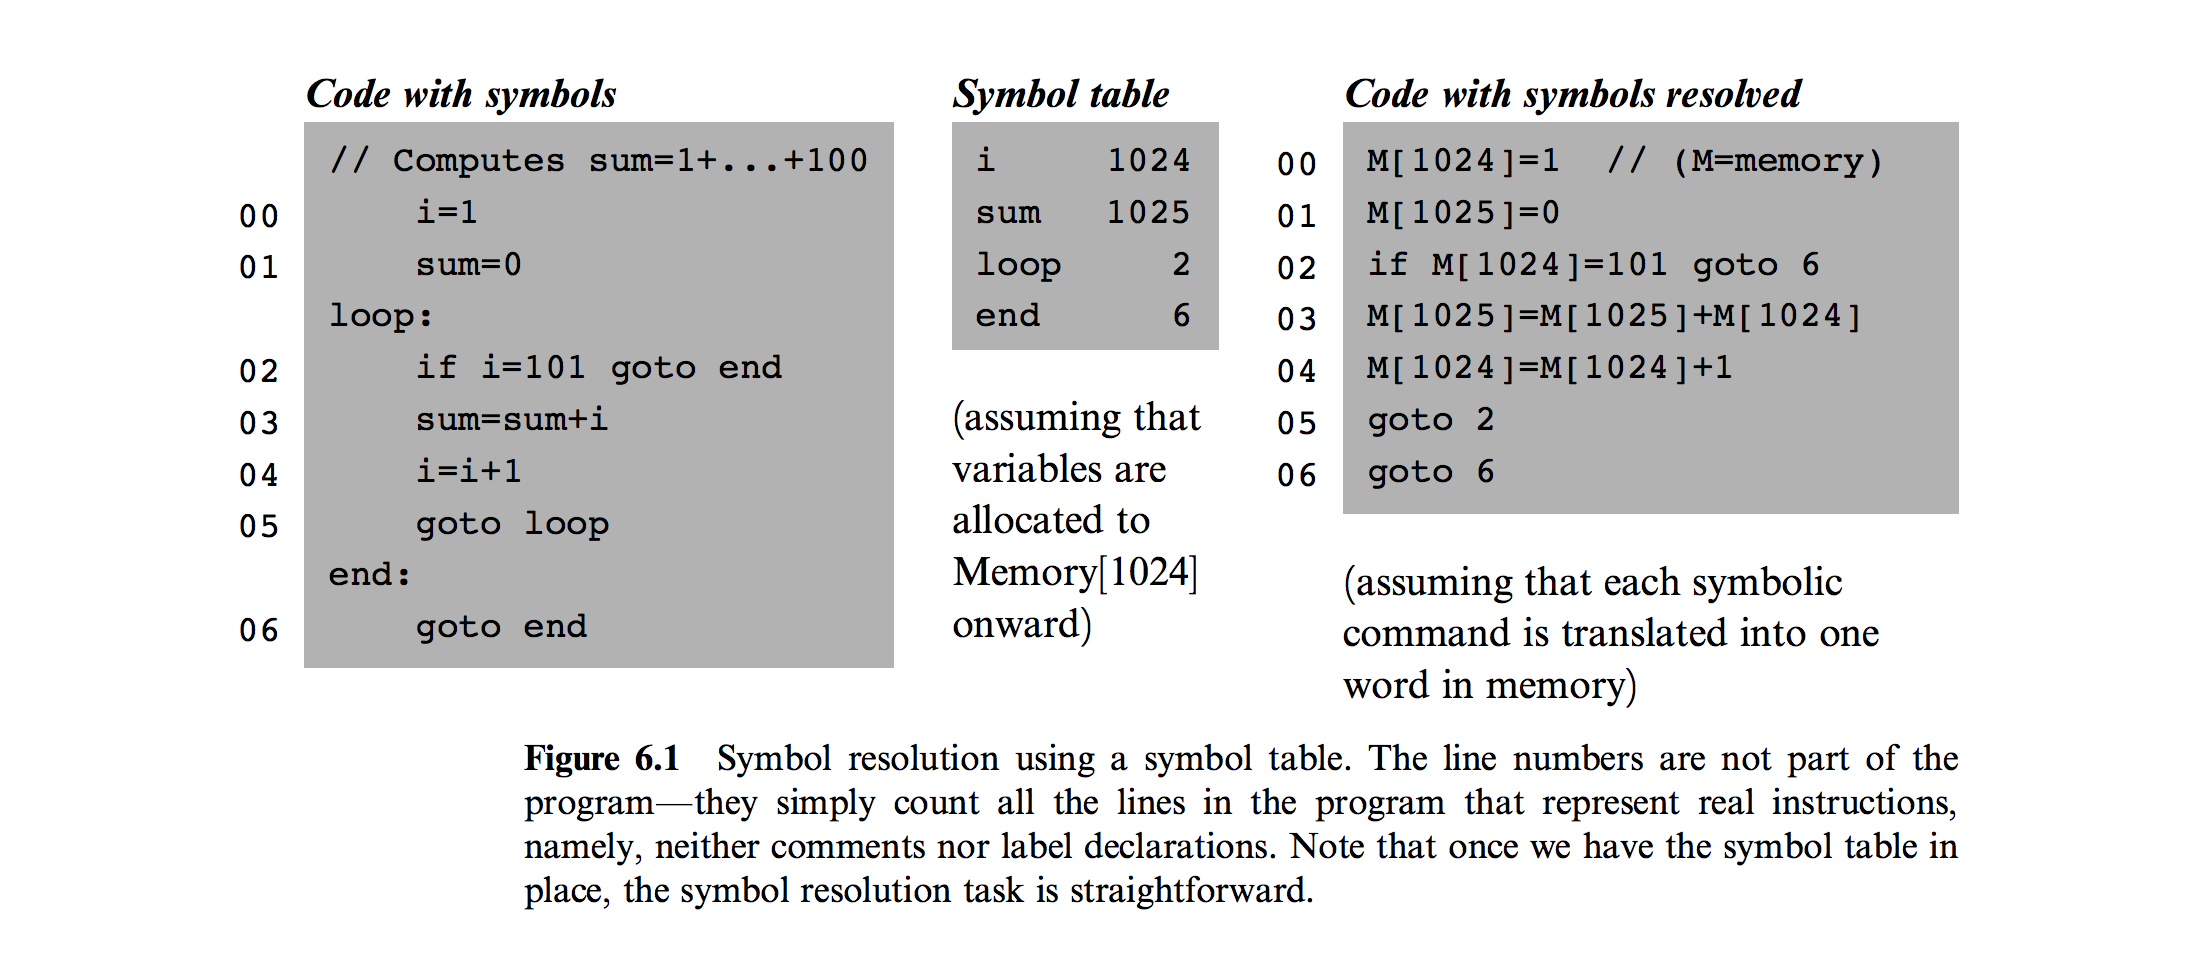 Code with symbols
// Computes sum=1+...+100
00 i=1
01 sum=0
loop:
02 if i=101 goto end
03 sum=sum+i
04 i=i+1
05 goto loop
end:
06 goto end
Symbol table
i 1024
sum 1025
loop 2
end 6
(assuming that
variables are
allocated to
Memory[1024]
onward)
Code with symbols resolved
00 M[1024]=1 // (M=memory)
01 M[1025]=0
02 if M[1024]=101 goto 6
03 M[1025]=M[1025]+M[1024]
04 M[1024]=M[1024]+1
05 goto 2
06 goto 6
(assuming that each symbolic
command is translated into one
word in memory)
Figure 6.1 Symbol resolution using a symbol table. The line numbers are not part of the
program—they simply count all the lines in the program that represent real instructions,
namely, neither comments nor label declarations. Note that once we have the symbol table in
place, the symbol resolution task is straightforward.